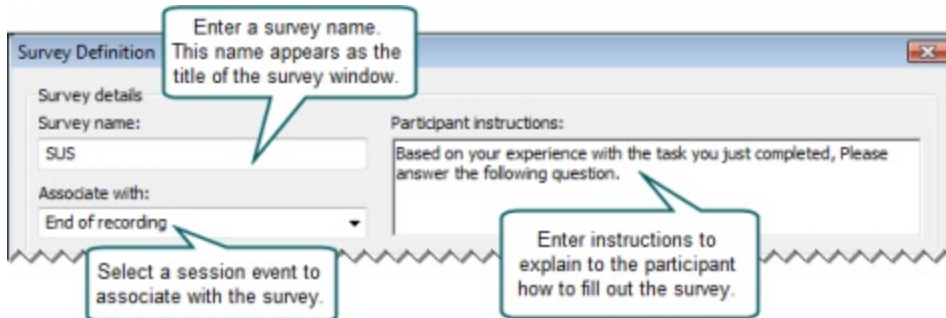 Enter a survey name.
This name appears as the
title of the survey window.
Survey Definition
Survey details
Survey name:
SUS
Associate with:
End of recording
Select a session event to
associate with the survey.
Participant instructions:
Based on your experience with the task you just completed, Please
answer the following question.
Enter instructions to
explain to the participant
how to fill out the survey.